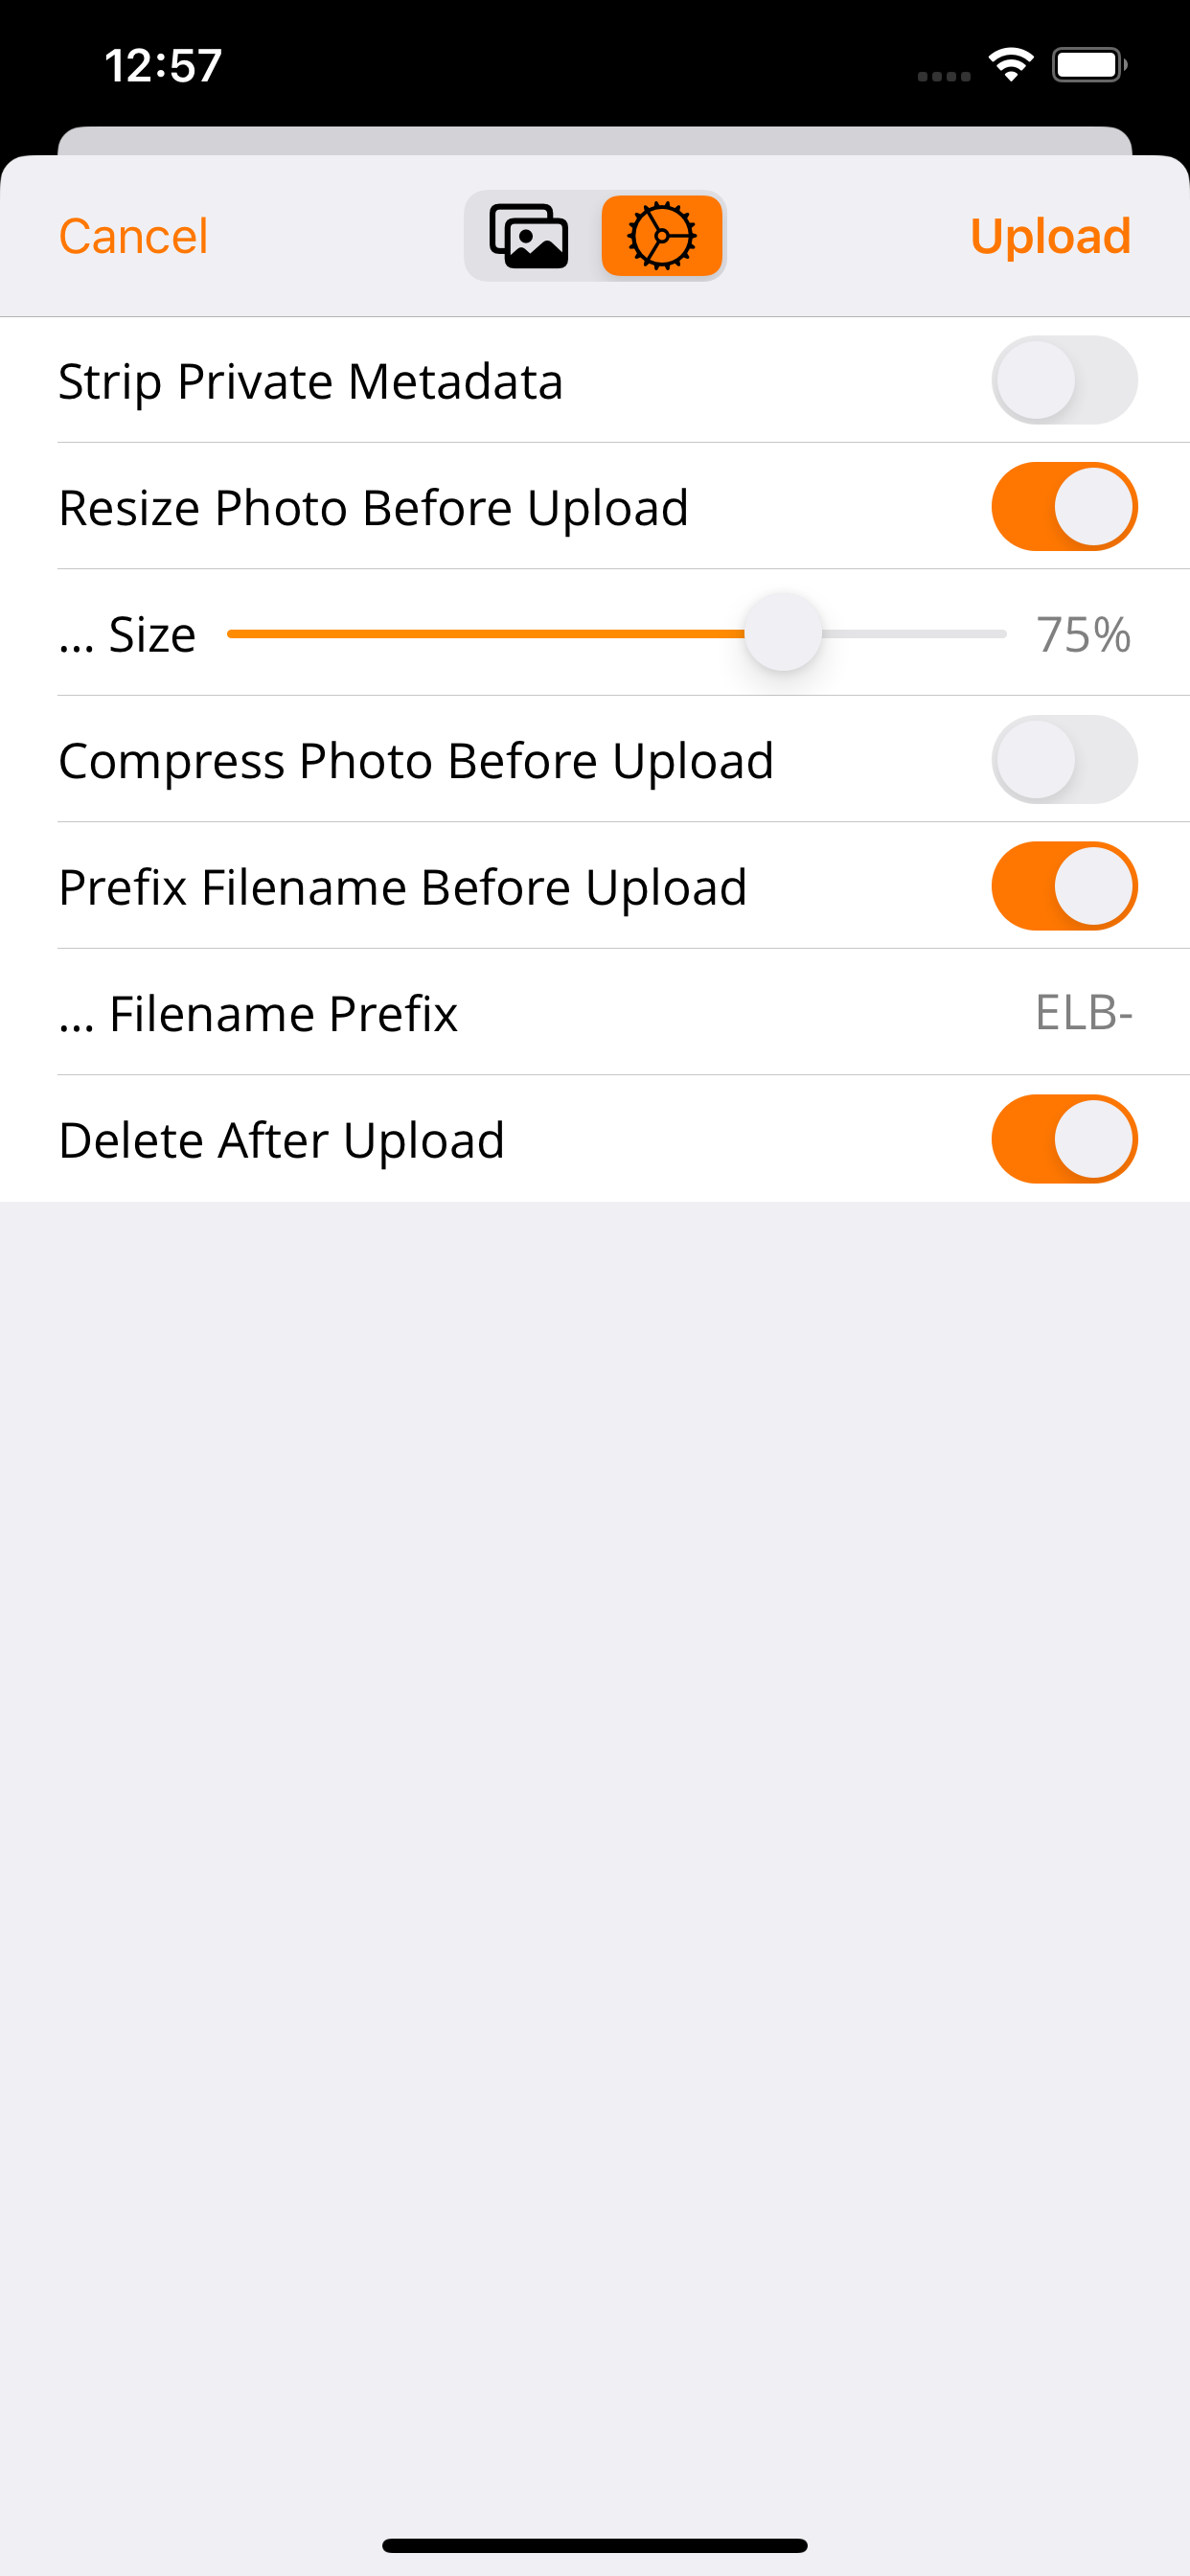 12:57
Cancel
Upload
Strip Private Metadata
Resize Photo Before Upload
... Size 75%
Compress Photo Before Upload
Prefix Filename Before Upload
... Filename Prefix ELB-
Delete After Upload